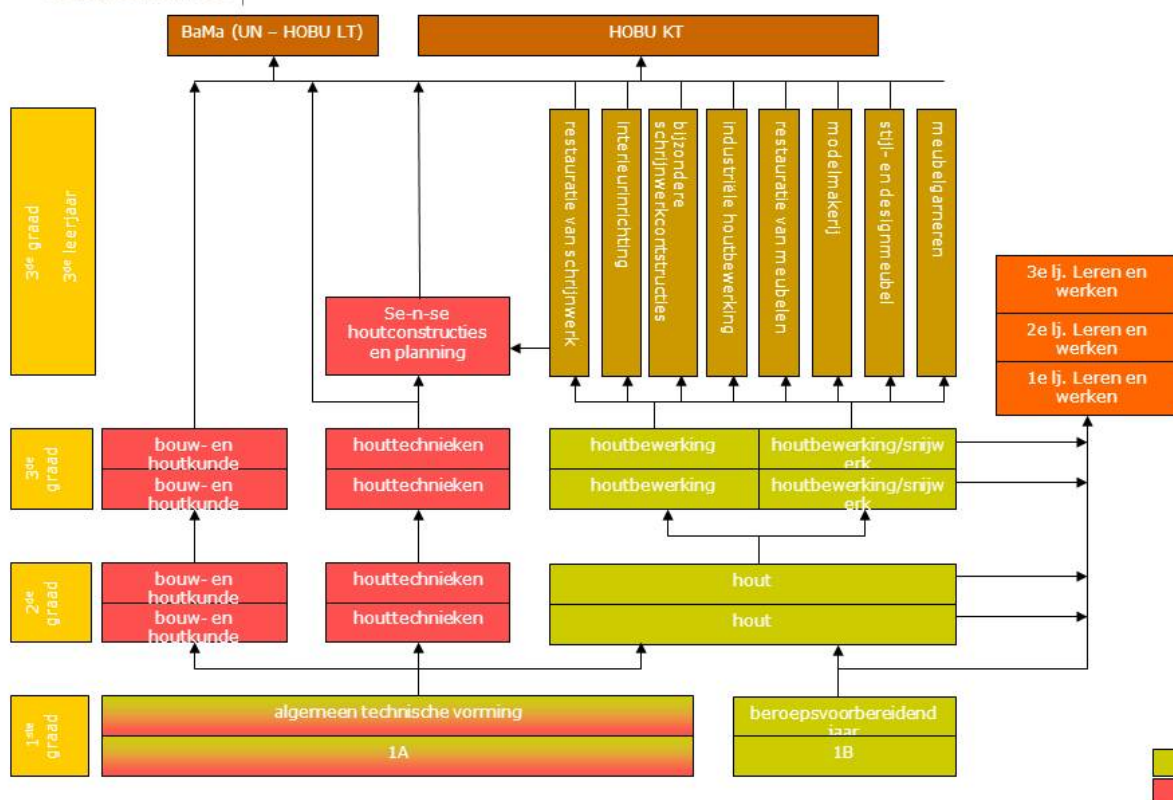 BaMa (UN – HOBU LT)
HOBU KT
3de graad
3de leerjaar
restauratie van schrijnwerk
interieurinrichting
bijzondere
schrijnwerkcontstructies
industriële houtbewerking
restauratie van meubelen
modelmakerij
stijl- en designmeubel
meubelgarneren
Se-n-se
houtconstructies
en planning
3e lj. Leren en
werken
2e lj. Leren en
werken
1e lj. Leren en
werken
3de
graad
bouw- en
houtkunde
bouw- en
houtkunde
houttechnieken
houttechnieken
houtbewerking
houtbewerking/snijw
erk
houtbewerking
houtbewerking/snijw
erk
2de
graad
bouw- en
houtkunde
bouw- en
houtkunde
houttechnieken
houttechnieken
hout
hout
1ste
graad
algemeen technische vorming
1A
beroepsvoorbereidend
jaar
1B